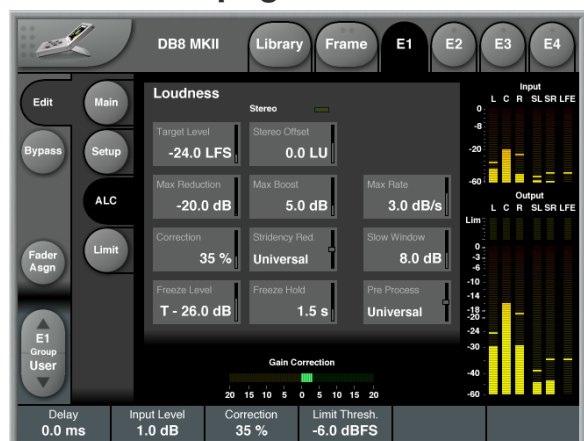 DB8 MKII
Library
Frame
E1
E2
E3
E4
Edit
Bypass
Fader
Asgn
E1
Group
User
Main
Setup
ALC
Limit
Loudness
Stereo
Target Level
-24.0 LFS
Stereo Offset
0.0 LU
Max Reduction
-20.0 dB
Max Boost
5.0 dB
Max Rate
3.0 dB/s
Correction
35 %
Stridency Red.
Universal
Slow Window
8.0 dB
Freeze Level
T - 26.0 dB
Freeze Hold
1.5 s
Pre Process
Universal
Gain Correction
20 15 10 5 0 5 10 15 20
Input
L C R SL SR LFE
0
-8
-20
-60
Output
L C R SL SR LFE
Lim
0
-3
-6
-10
-14
-18
-20
-24
-30
-40
-60
Delay
0.0 ms
Input Level
1.0 dB
Correction
35 %
Limit Thresh.
-6.0 dBFS